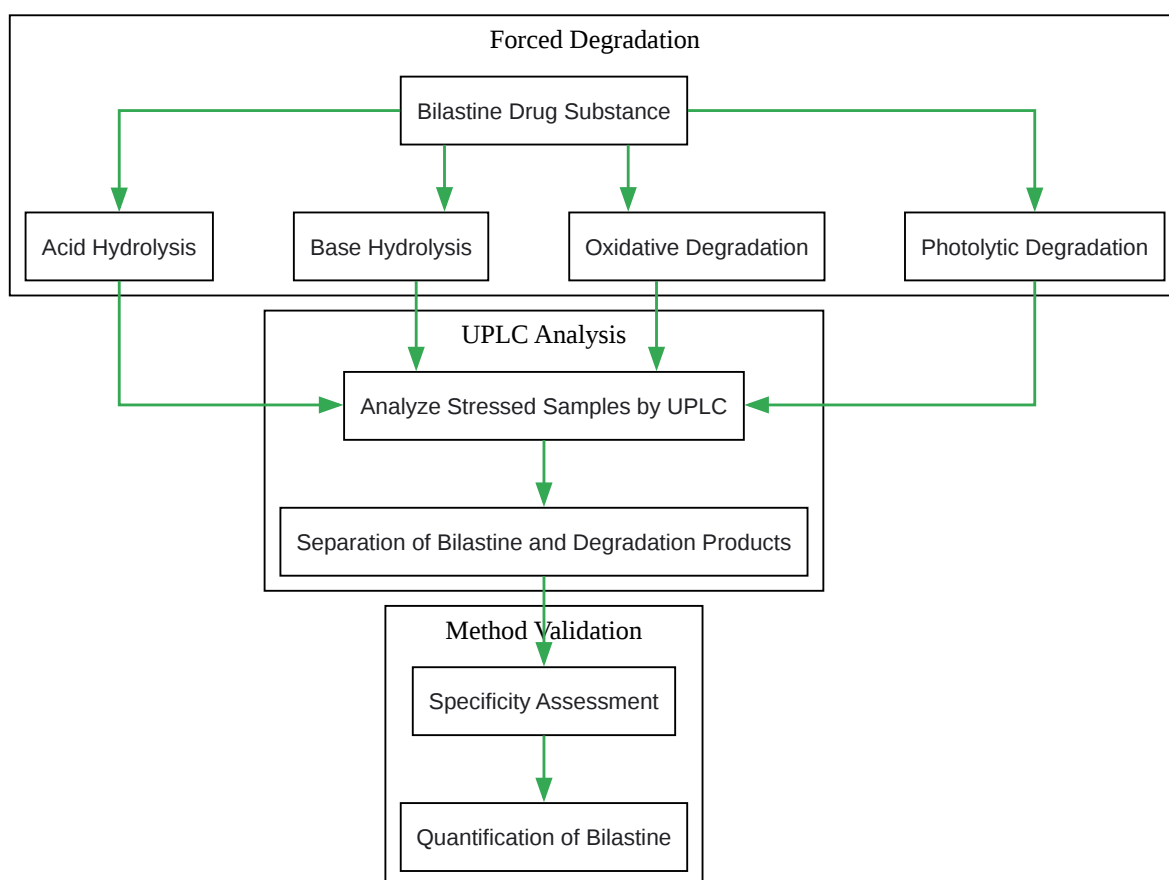 Forced Degradation
Bilastine Drug Substance
Acid Hydrolysis
Base Hydrolysis
Oxidative Degradation
Photolytic Degradation
UPLC Analysis
Analyze Stressed Samples by UPLC
Separation of Bilastine and Degradation Products
Method Validation
Specificity Assessment
Quantification of Bilastine